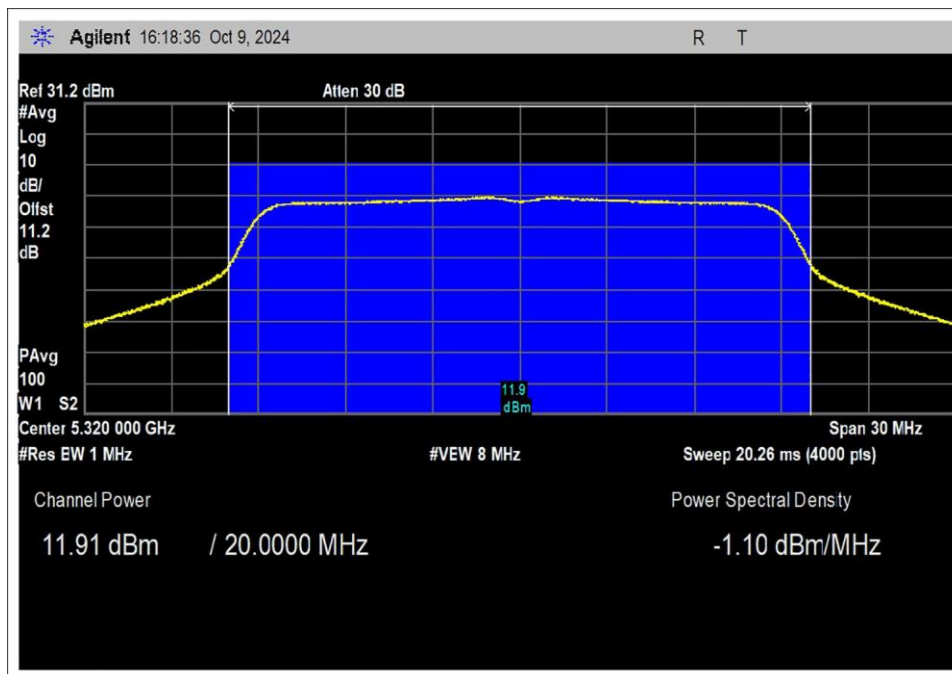 Agilent 16:18:36 Oct 9, 2024 R T
Ref 31.2 dBm Atten 30 dB
#Avg
Log
10
dB/
Offst
11.2
dB
PAvg
100
W1 S2
11.9
dBm
Center 5.320 000 GHz Span 30 MHz
#Res BW 1 MHz #VBW 8 MHz Sweep 20.26 ms (4000 pts)
Channel Power Power Spectral Density
11.91 dBm / 20.0000 MHz -1.10 dBm/MHz